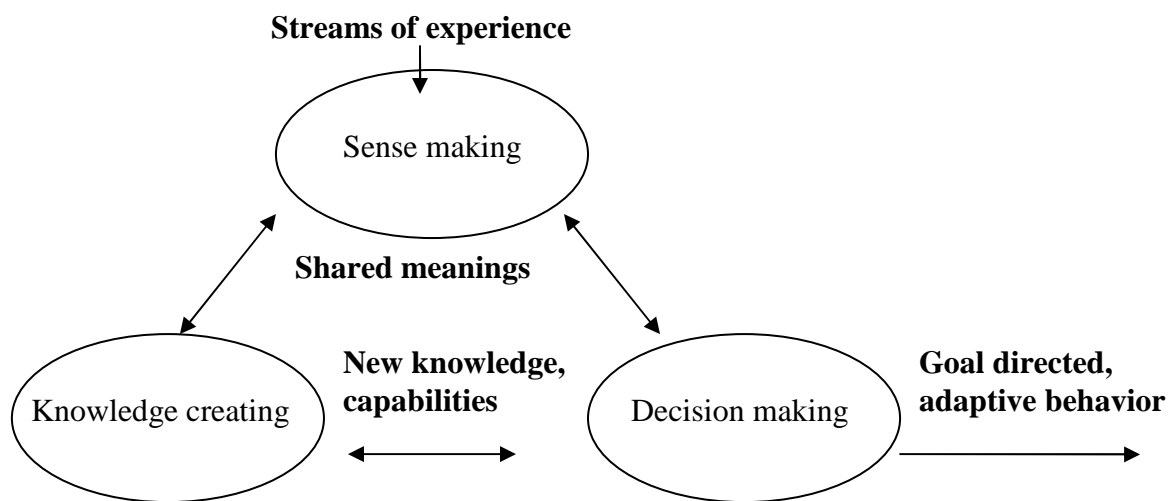 Streams of experience
Sense making
Shared meanings
New knowledge,
capabilities
Goal directed,
adaptive behavior
Knowledge creating
Decision making